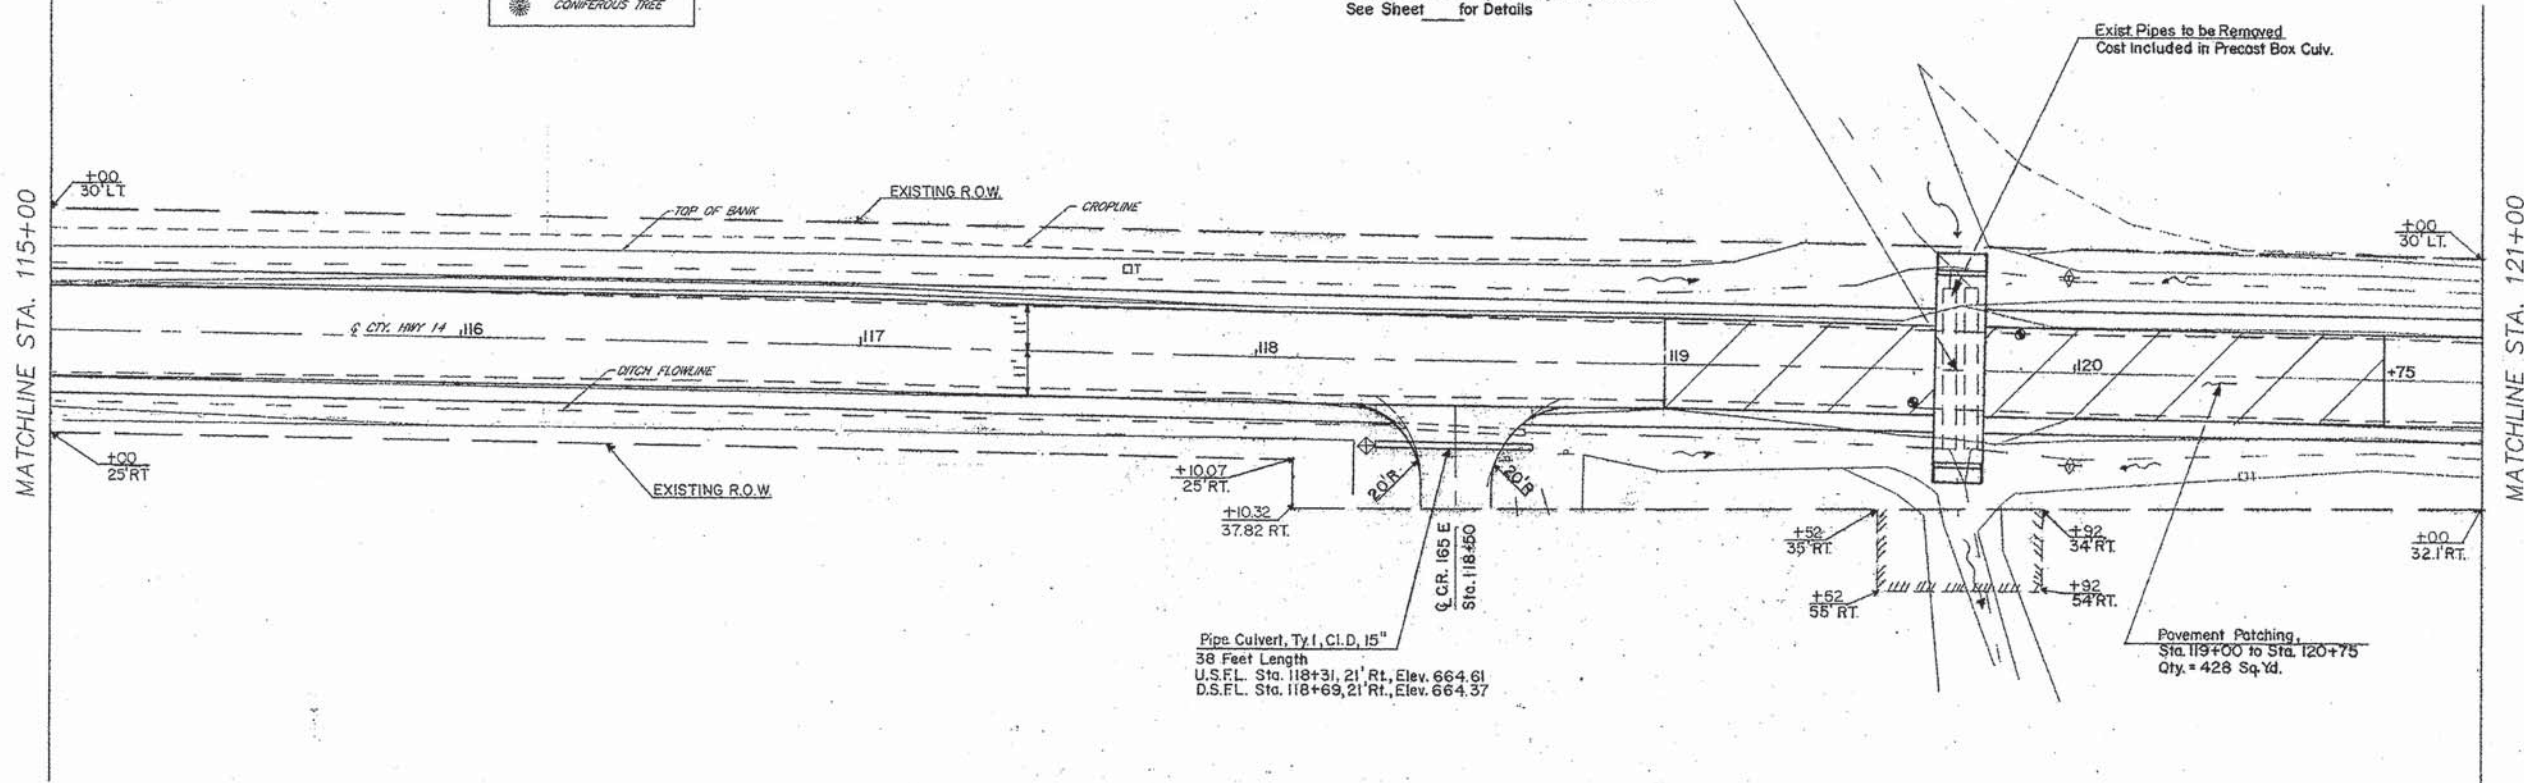 CONIFEROUS TREE
See Sheet ___ for Details
Exist. Pipes to be Removed
Cost Included in Precast Box Culv.
MATCHLINE STA. 115+00
+00
30' LT.
EXISTING R.O.W.
TOP OF BANK
CROPLINE
+00
30' LT.
MATCHLINE STA. 121+00
℄ CTY. HWY 14
116
117
118
119
120
+75
DITCH FLOWLINE
+00
25' RT
EXISTING R.O.W.
+10.07
25' RT.
+10.32
37.82 RT.
20'R
20'R
℄ C.R. 165 E
Sta. 118+50
+52
35' RT.
+92
34' RT.
+00
32.1' RT.
+52
55' RT.
+92
54' RT.
Pipe Culvert, Ty.1, Cl.D, 15"
38 Feet Length
U.S.F.L. Sta. 118+31, 21' Rt., Elev. 664.61
D.S.F.L. Sta. 118+69, 21' Rt., Elev. 664.37
Pavement Patching,
Sta. 119+00 to Sta. 120+75
Qty. = 428 Sq. Yd.